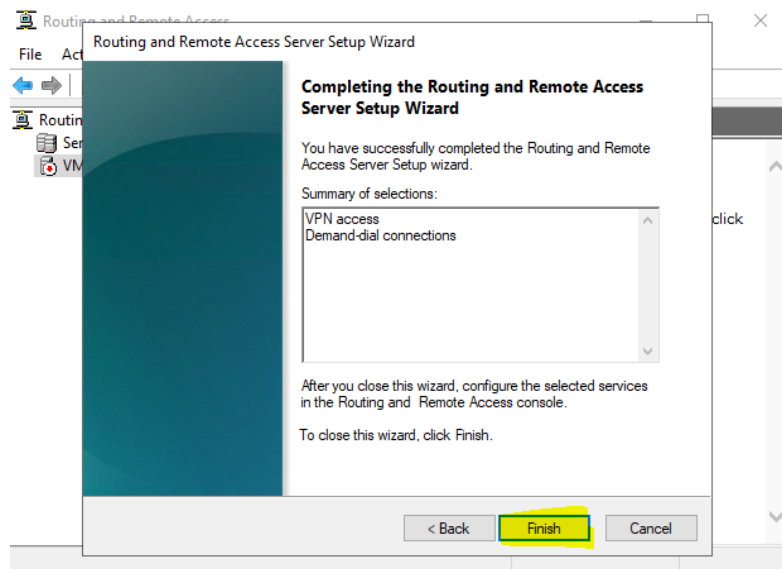 Routing and Remote Access
Routing and Remote Access Server Setup Wizard
File Act
Routin
Ser
VM
click
Completing the Routing and Remote Access
Server Setup Wizard
You have successfully completed the Routing and Remote
Access Server Setup wizard.
Summary of selections:
VPN access
Demand-dial connections
After you close this wizard, configure the selected services
in the Routing and Remote Access console.
To close this wizard, click Finish.
< Back Finish Cancel